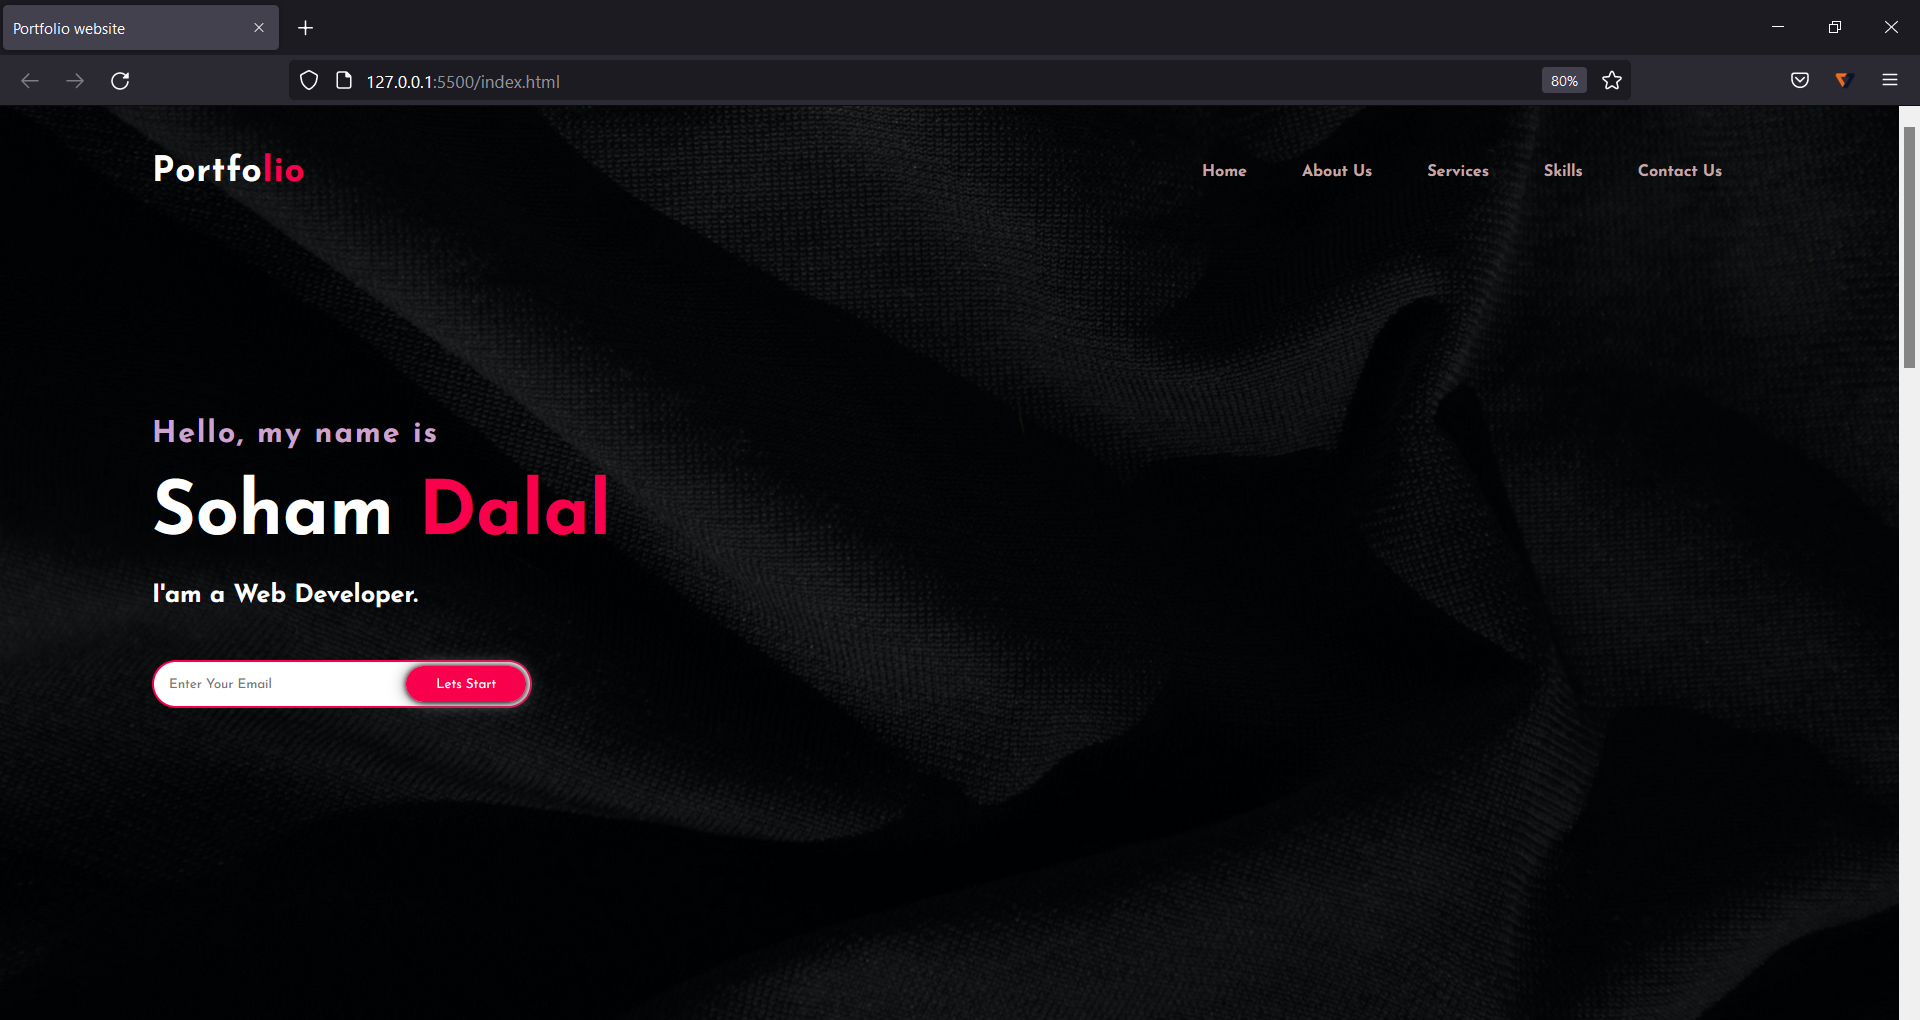 Portfolio website
127.0.0.1:5500/index.html
80%
Portfolio
Home About Us Services Skills Contact Us
Hello, my name is
Soham Dalal
I'am a Web Developer.
Enter Your Email
Lets Start